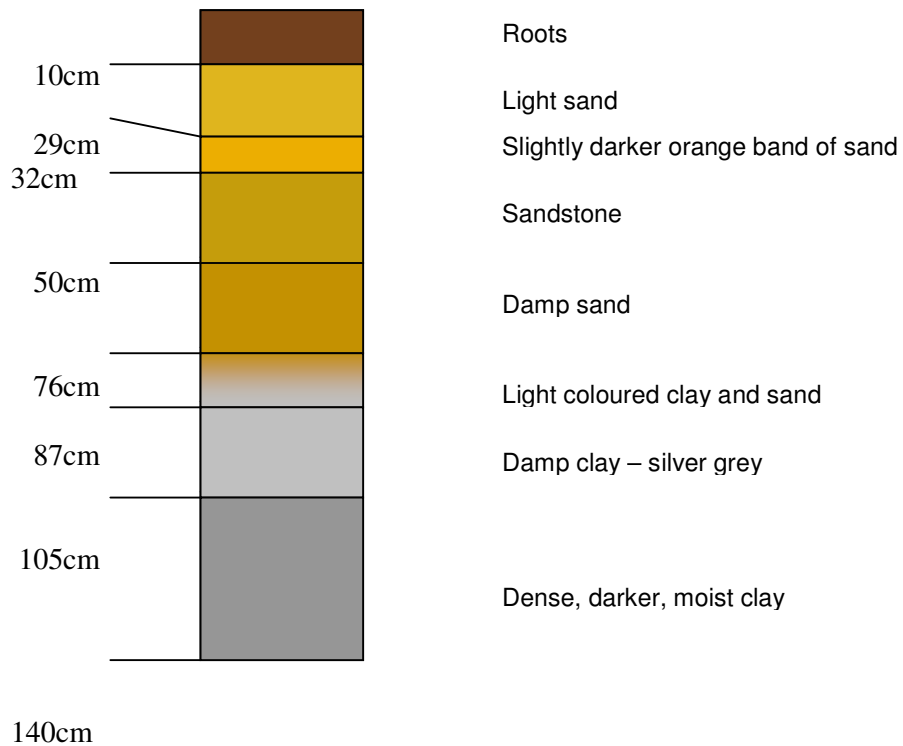 Roots
10cm
Light sand
29cm
Slightly darker orange band of sand
32cm
Sandstone
50cm
Damp sand
76cm
Light coloured clay and sand
87cm
Damp clay – silver grey
105cm
Dense, darker, moist clay
140cm